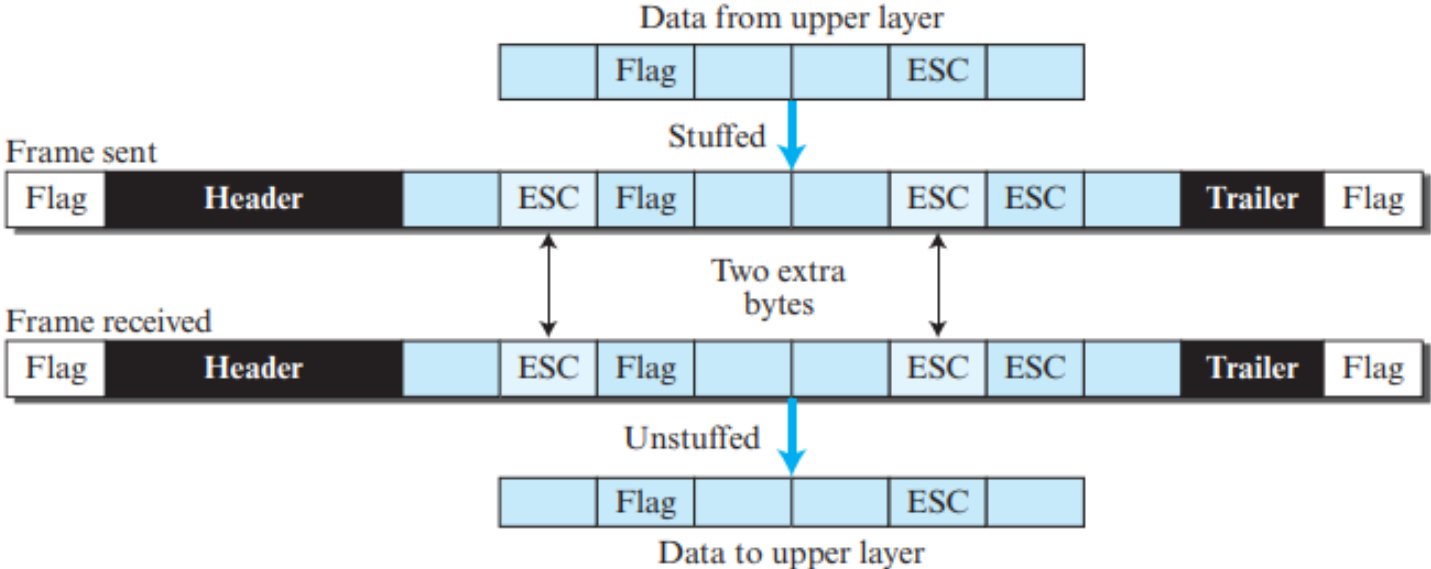 Data from upper layer
Flag ESC
Stuffed
Frame sent
Flag Header ESC Flag ESC ESC Trailer Flag
Two extra
bytes
Frame received
Flag Header ESC Flag ESC ESC Trailer Flag
Unstuffed
Flag ESC
Data to upper layer